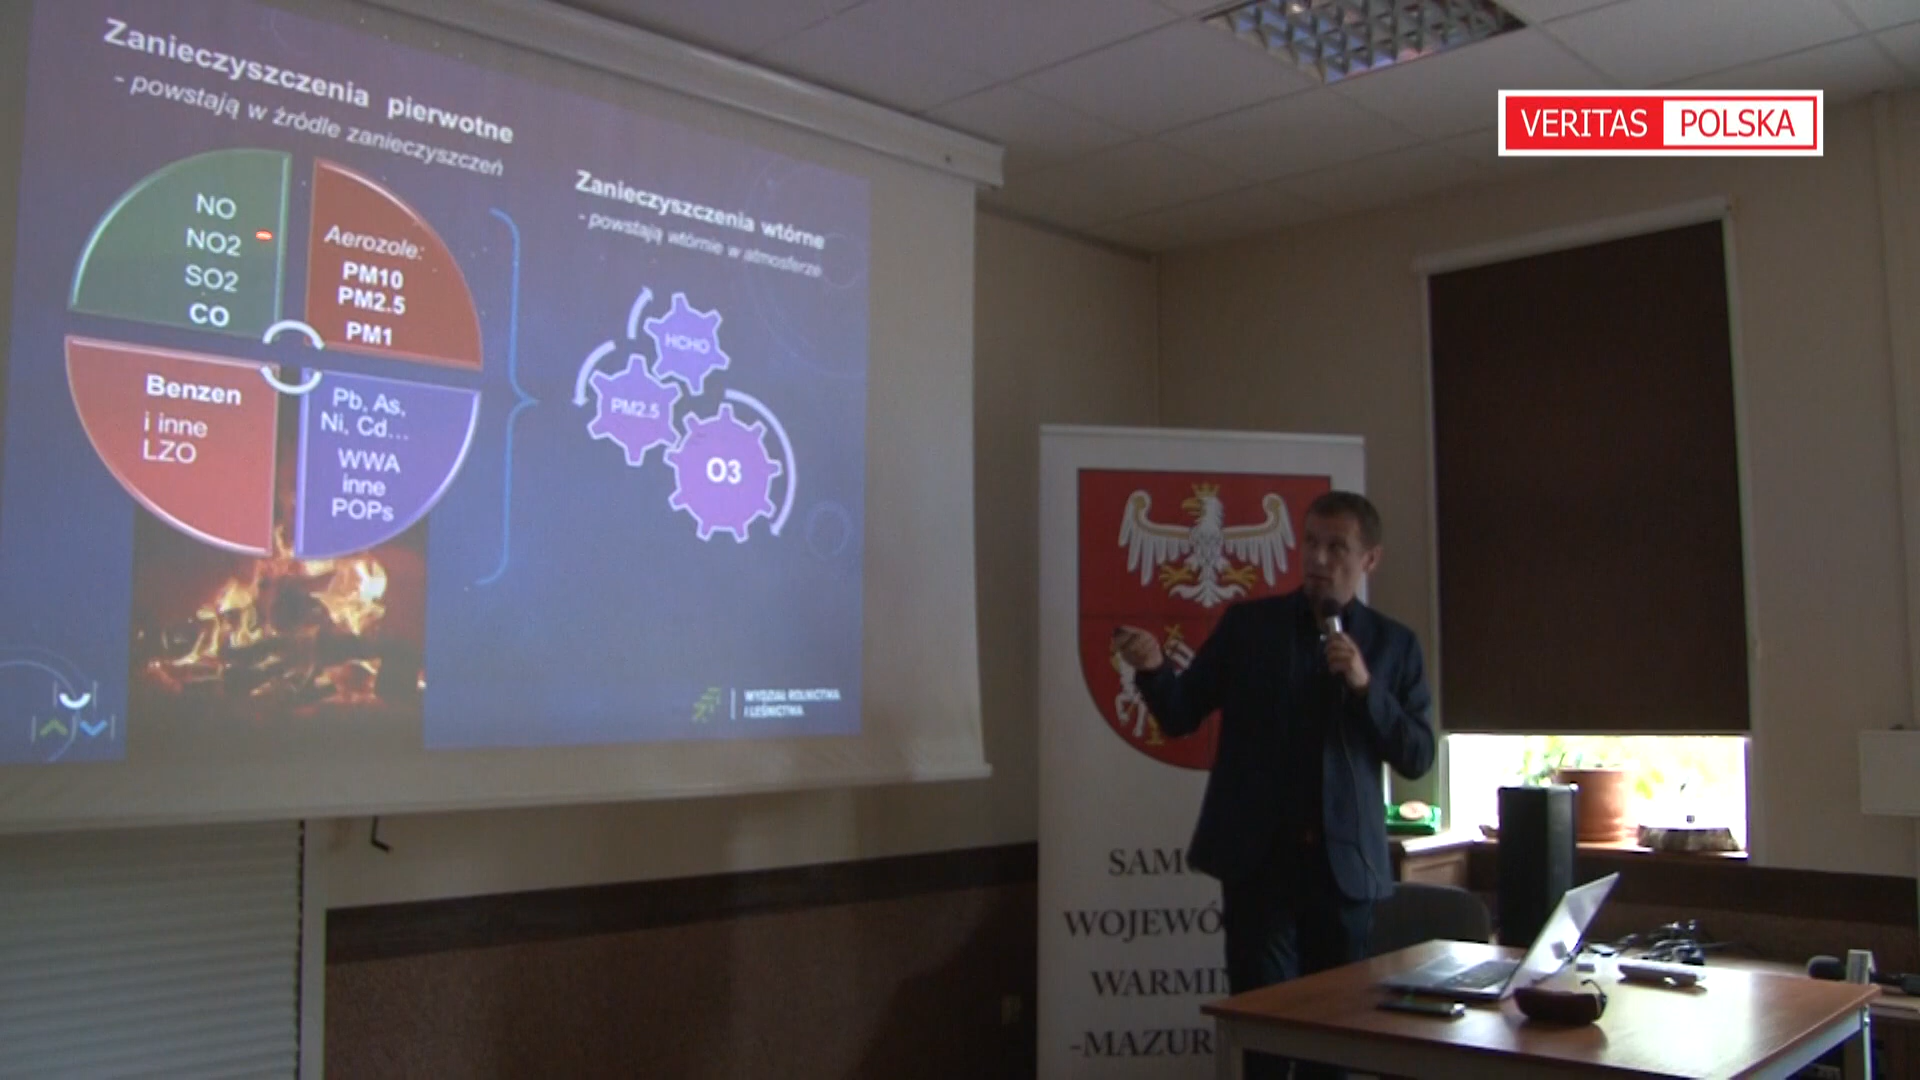 Zanieczyszczenia pierwotne
- powstają w źródle zanieczyszczeń
NO
NO2
SO2
CO
Aerozole:
PM10
PM2.5
PM1
Benzen
i inne
LZO
Pb, As,
Ni, Cd...
WWA
inne
POPs
Zanieczyszczenia wtórne
- powstają wtórnie w atmosferze
HCHO
PM2.5
O3
WYDZIAŁ ROLNICTWA
I LEŚNICTWA
VERITAS POLSKA
SAMO
WOJEWÓ
WARMIN
-MAZUR